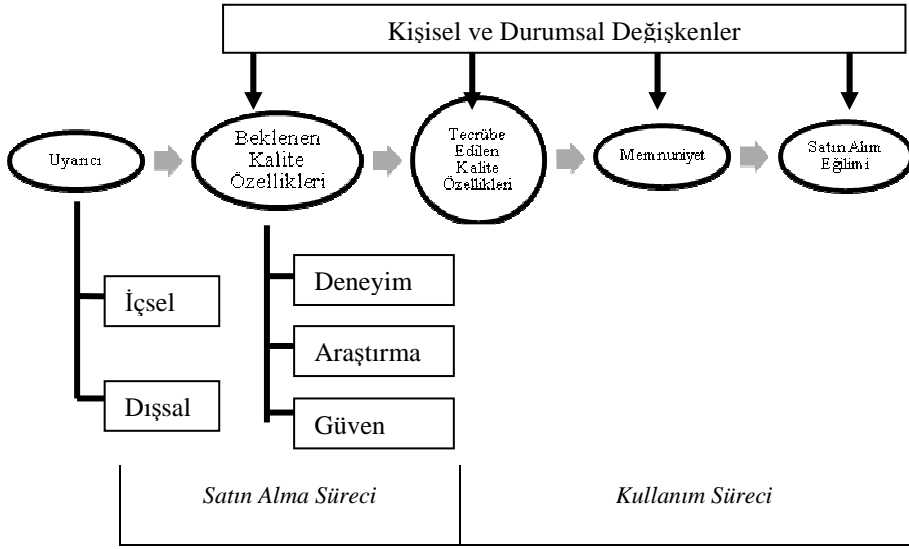 Kişisel ve Durumsal Değişkenler
Uyarıcı
Beklenen
Kalite
Özellikleri
Tecrübe
Edilen
Kalite
Özellikleri
Memnuniyet
Satın Alım
Eğilimi
İçsel
Dışsal
Deneyim
Araştırma
Güven
Satın Alma Süreci
Kullanım Süreci